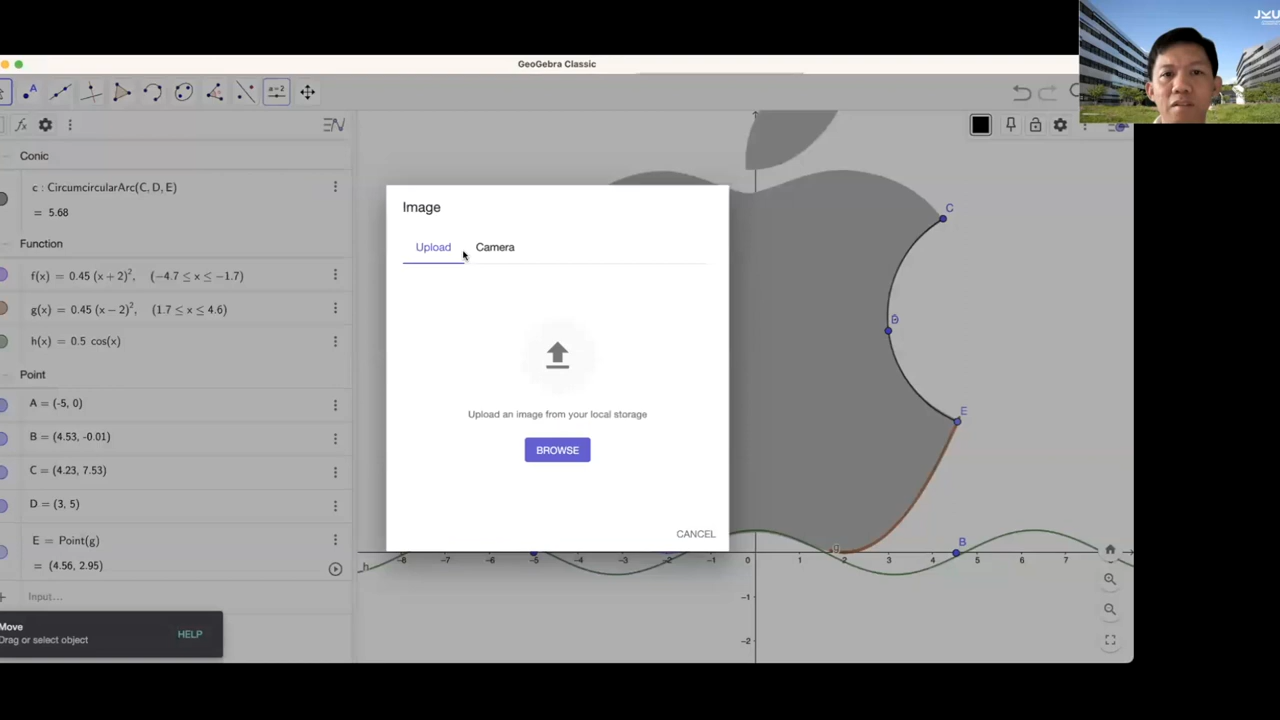 JKU
GeoGebra Classic
A
a=2
fx
Conic
c : CircumcircularArc(C, D, E)
= 5.68
Function
f(x) = 0.45 (x + 2)², (−4.7 ≤ x ≤ −1.7)
g(x) = 0.45 (x − 2)², (1.7 ≤ x ≤ 4.6)
h(x) = 0.5 cos(x)
Point
A = (-5, 0)
B = (4.53, -0.01)
C = (4.23, 7.53)
D = (3, 5)
E = Point(g)
= (4.56, 2.95)
Input...
Move
Drag or select object
HELP
Image
Upload Camera
Upload an image from your local storage
BROWSE
CANCEL
C
E
g
B
h
−8 −7 −6 −5 −4 −3 −2 −1 0 1 2 3 4 5 6 7
−1
−2